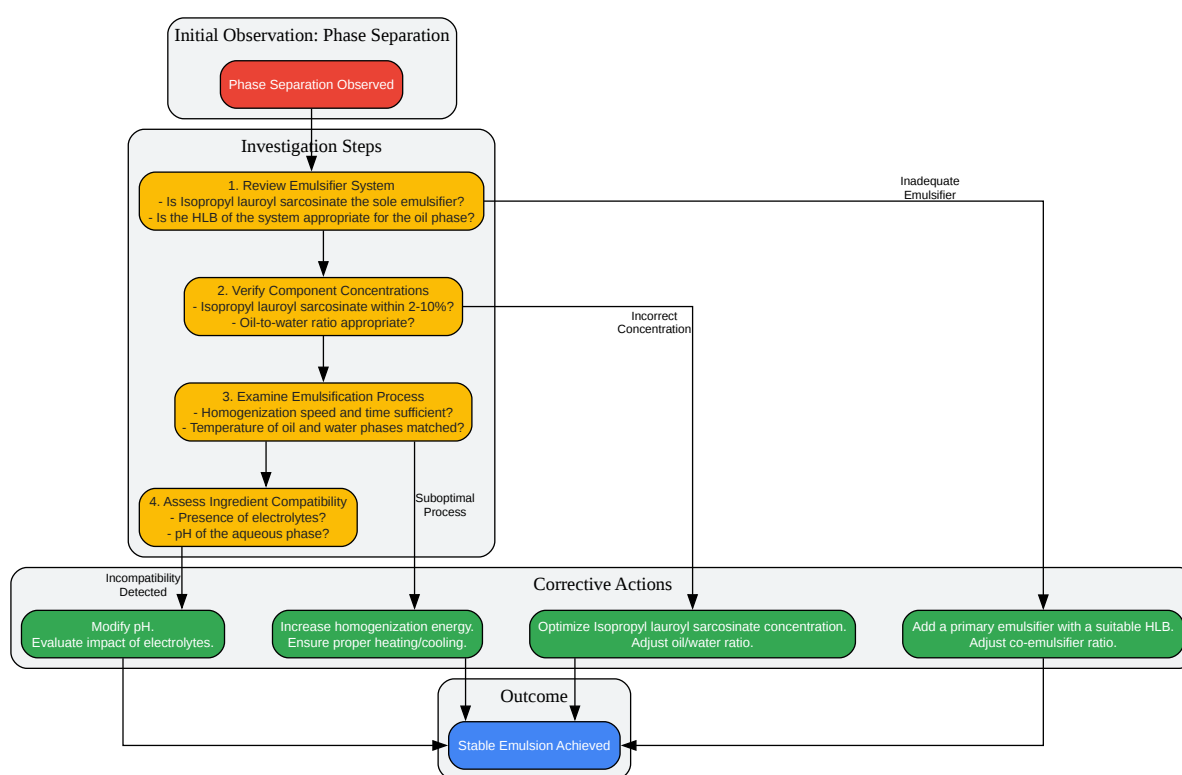 Initial Observation: Phase Separation
Phase Separation Observed
Investigation Steps
1. Review Emulsifier System
- Is Isopropyl lauroyl sarcosinate the sole emulsifier?
- Is the HLB of the system appropriate for the oil phase?
Inadequate
Emulsifier
2. Verify Component Concentrations
- Isopropyl lauroyl sarcosinate within 2-10%?
- Oil-to-water ratio appropriate?
Incorrect
Concentration
3. Examine Emulsification Process
- Homogenization speed and time sufficient?
- Temperature of oil and water phases matched?
4. Assess Ingredient Compatibility
- Presence of electrolytes?
- pH of the aqueous phase?
Suboptimal
Process
Incompatibility
Detected
Corrective Actions
Modify pH.
Evaluate impact of electrolytes.
Increase homogenization energy.
Ensure proper heating/cooling.
Optimize Isopropyl lauroyl sarcosinate concentration.
Adjust oil/water ratio.
Add a primary emulsifier with a suitable HLB.
Adjust co-emulsifier ratio.
Outcome
Stable Emulsion Achieved